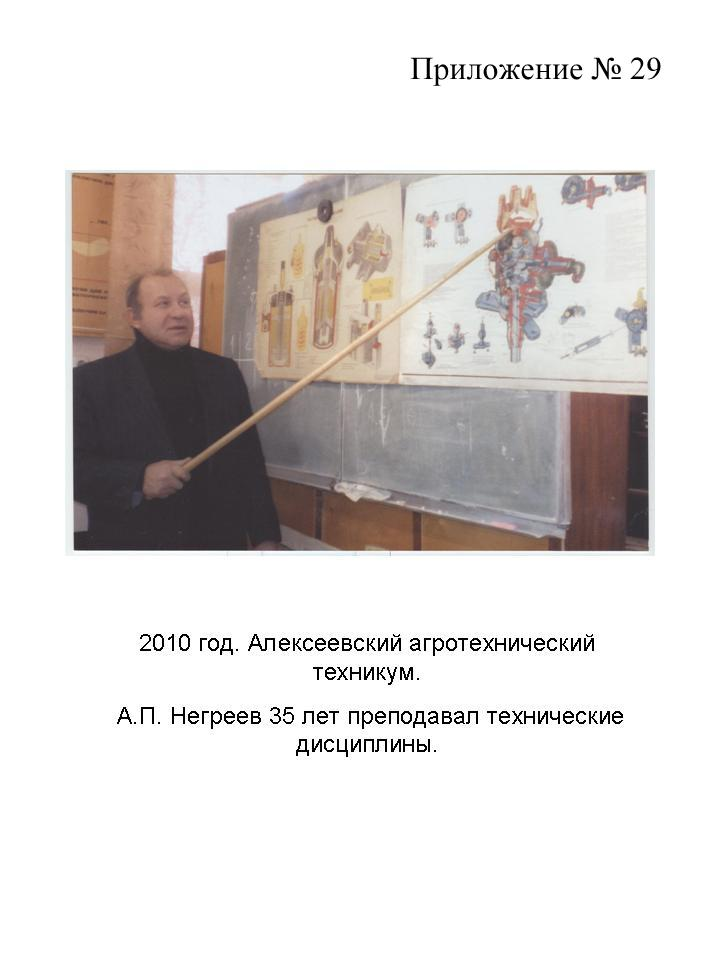 Приложение № 29
2010 год. Алексеевский агротехнический
техникум.
А.П. Негреев 35 лет преподавал технические
дисциплины.